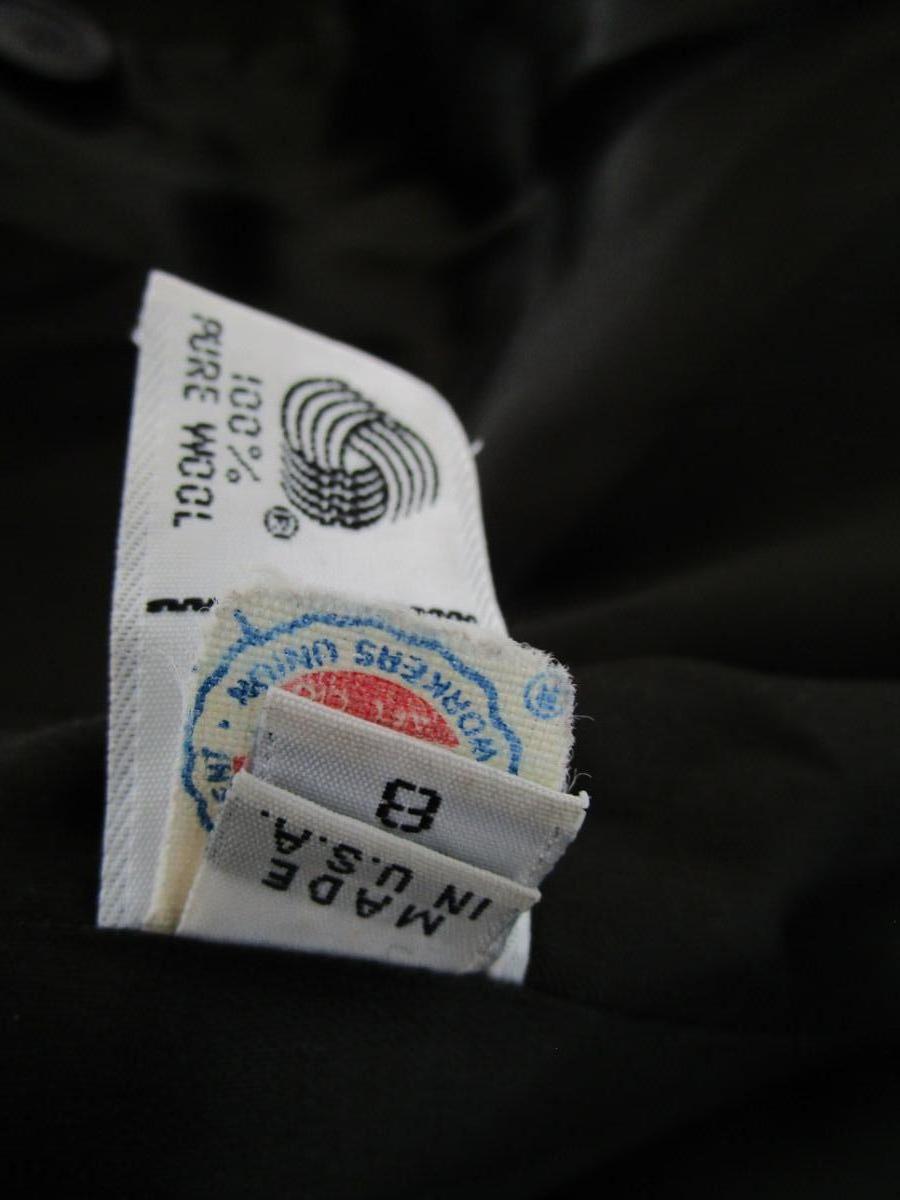 100%
PURE WOOL
®
WORKERS UNION
®
8
MADE
IN U.S.A.